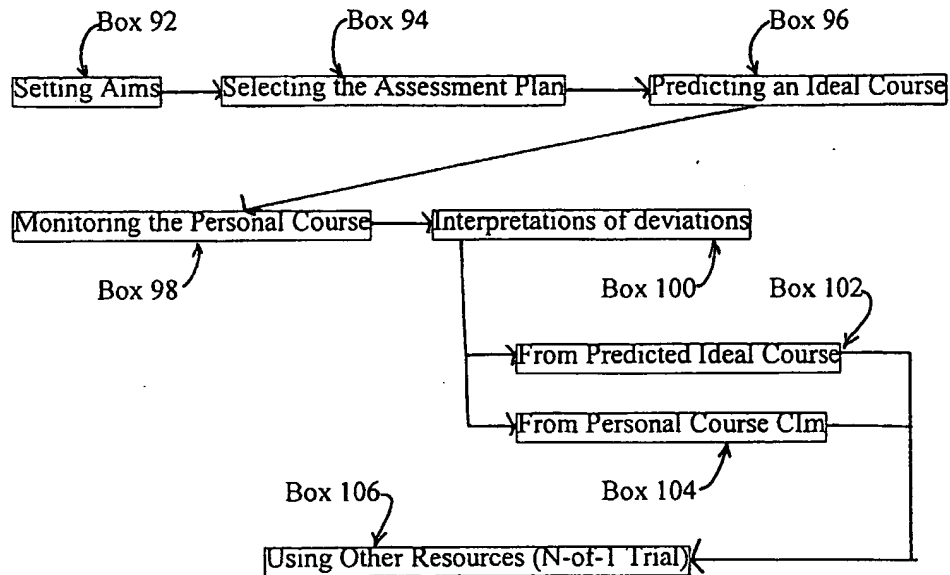 Box 92
Box 94
Box 96
Setting Aims
Selecting the Assessment Plan
Predicting an Ideal Course
Monitoring the Personal Course
Interpretations of deviations
Box 98
Box 100
Box 102
From Predicted Ideal Course
From Personal Course CIm
Box 104
Box 106
Using Other Resources (N-of-1 Trial)